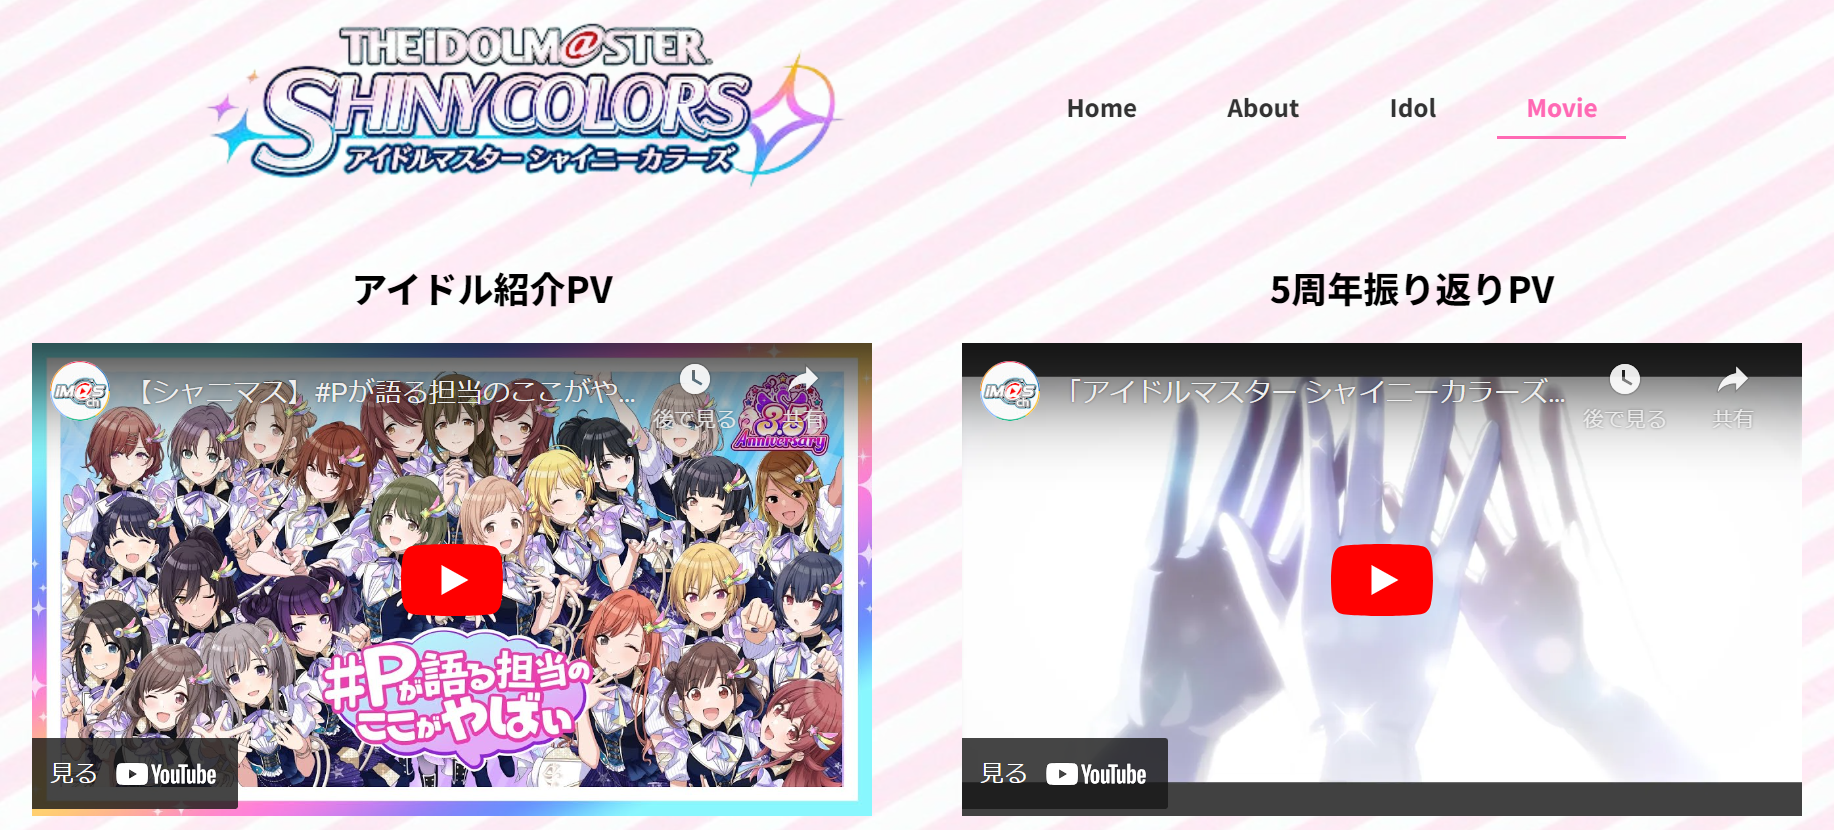 THE iDOLM@STER
SHINY COLORS
アイドルマスター シャイニーカラーズ
Home About Idol Movie
アイドル紹介PV
iM@S
ch
【シャニマス】#Pが語る担当のここがや...
後で見る
共有
3.5
Anniversary
#Pが語る担当の
ここがやばい
見る YouTube
5周年振り返りPV
iM@S
ch
「アイドルマスター シャイニーカラーズ...
後で見る
共有
見る YouTube